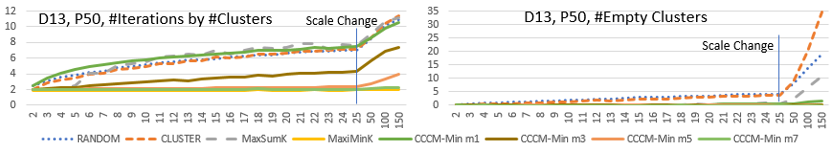 D13, P50, #Iterations by #Clusters
Scale Change
12
10
8
6
4
2
0
2 3 4 5 6 7 8 9 10 11 12 13 14 15 16 17 18 19 20 21 22 23 24 25 50 100 150
D13, P50, #Empty Clusters
Scale Change
35
30
25
20
15
10
5
0
2 3 4 5 6 7 8 9 10 11 12 13 14 15 16 17 18 19 20 21 22 23 24 25 50 100 150
RANDOM CLUSTER MaxSumK MaxiMinK CCCM-Min m1 CCCM-Min m3 CCCM-Min m5 CCCM-Min m7